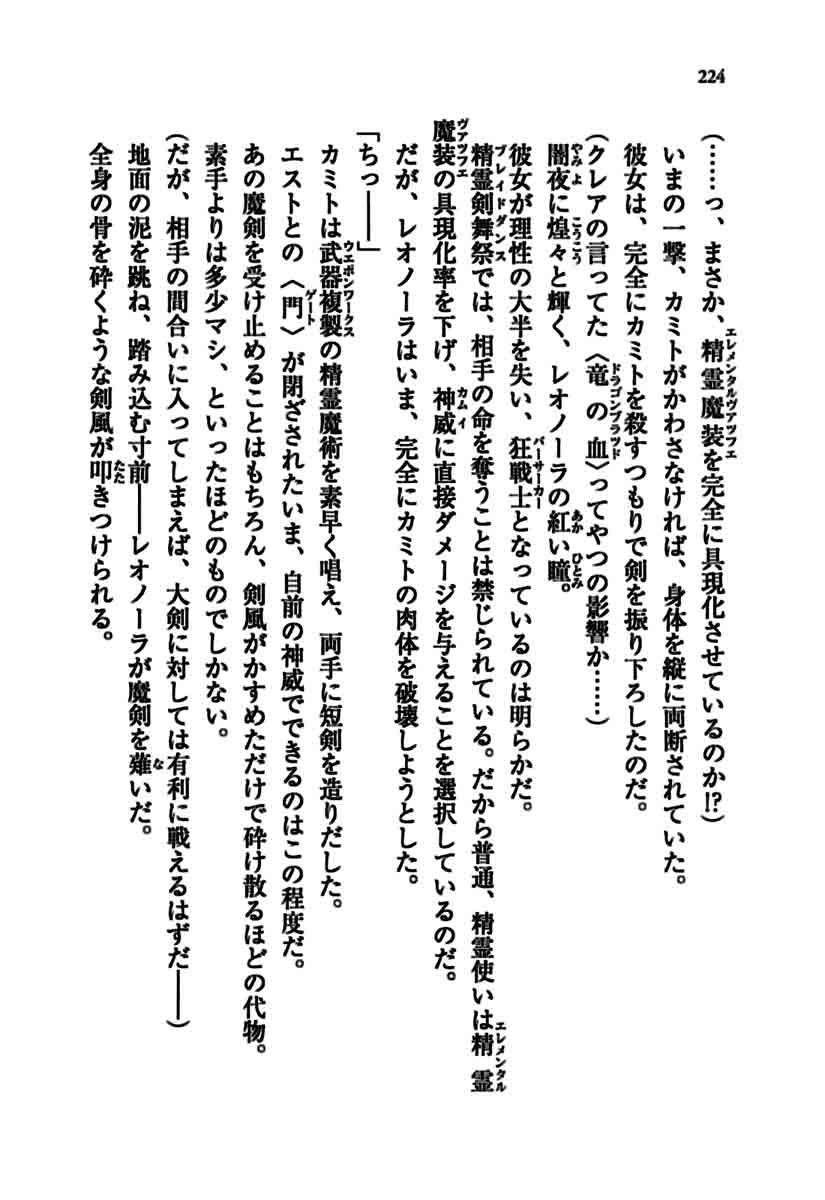 224
(……っ、まさか、精霊魔装を完全に具現化させているのか!?)
いまの一撃、カミトがかわさなければ、身体を縦に両断されていた。
彼女は、完全にカミトを殺すつもりで剣を振り下ろしたのだ。
(クレアの言ってた〈竜の血〉ってやつの影響か……)
闇夜に煌々と輝く、レオノーラの紅い瞳。
彼女が理性の大半を失い、狂戦士となっているのは明らかだ。
精霊剣舞祭では、相手の命を奪うことは禁じられている。だから普通、精霊使いは精霊
魔装の具現化率を下げ、神威に直接ダメージを与えることを選択しているのだ。
だが、レオノーラはいま、完全にカミトの肉体を破壊しようとした。
「ちっ――」
カミトは武器複製の精霊魔術を素早く唱え、両手に短剣を造りだした。
エストとの〈門〉が閉ざされたいま、自前の神威でできるのはこの程度だ。
あの魔剣を受け止めることはもちろん、剣風がかすめただけで砕け散るほどの代物。
素手よりは多少マシ、といったほどのものでしかない。
(だが、相手の間合いに入ってしまえば、大剣に対しては有利に戦えるはずだ――)
地面の泥を跳ね、踏み込む寸前――レオノーラが魔剣を薙いだ。
全身の骨を砕くような剣風が叩きつけられる。